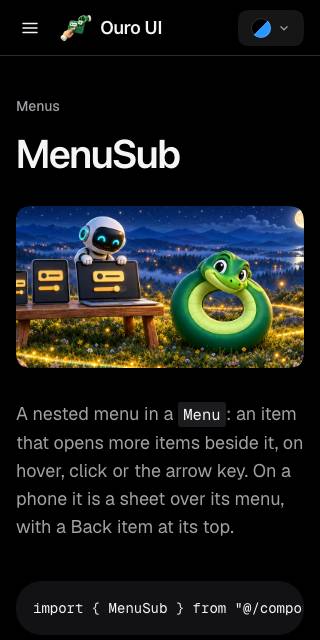 Ouro UI
Menus
MenuSub
A nested menu in a Menu: an item
that opens more items beside it, on
hover, click or the arrow key. On a
phone it is a sheet over its menu,
with a Back item at its top.
import { MenuSub } from "@/compo